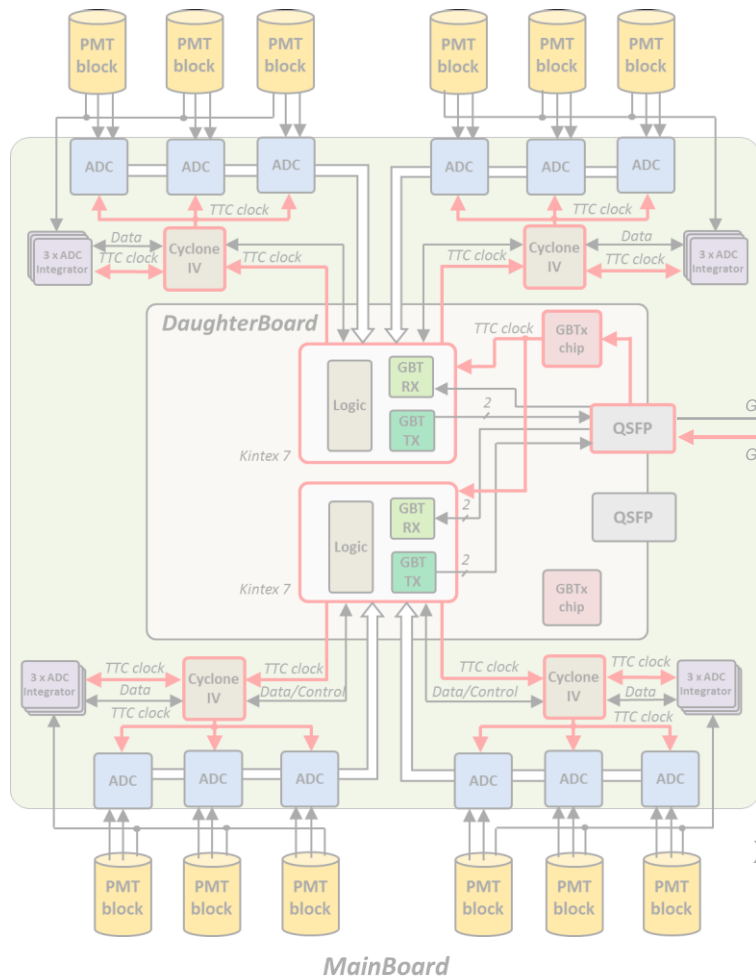 PMT
block
PMT
block
PMT
block
PMT
block
PMT
block
PMT
block
ADC
ADC
ADC
ADC
ADC
ADC
TTC clock
TTC clock
3 x ADC
Integrator
Data
TTC clock
Cyclone
IV
TTC clock
TTC clock
Cyclone
IV
Data
TTC clock
3 x ADC
Integrator
DaughterBoard
TTC clock
GBTx
chip
Logic
GBT
RX
GBT
TX
2
Kintex 7
QSFP
G
G
Logic
GBT
RX
GBT
TX
2
2
Kintex 7
QSFP
GBTx
chip
3 x ADC
Integrator
TTC clock
Data
Cyclone
IV
TTC clock
Data/Control
TTC clock
TTC clock
Data/Control
Cyclone
IV
TTC clock
Data
TTC clock
3 x ADC
Integrator
ADC
ADC
ADC
ADC
ADC
ADC
PMT
block
PMT
block
PMT
block
PMT
block
PMT
block
PMT
block
MainBoard